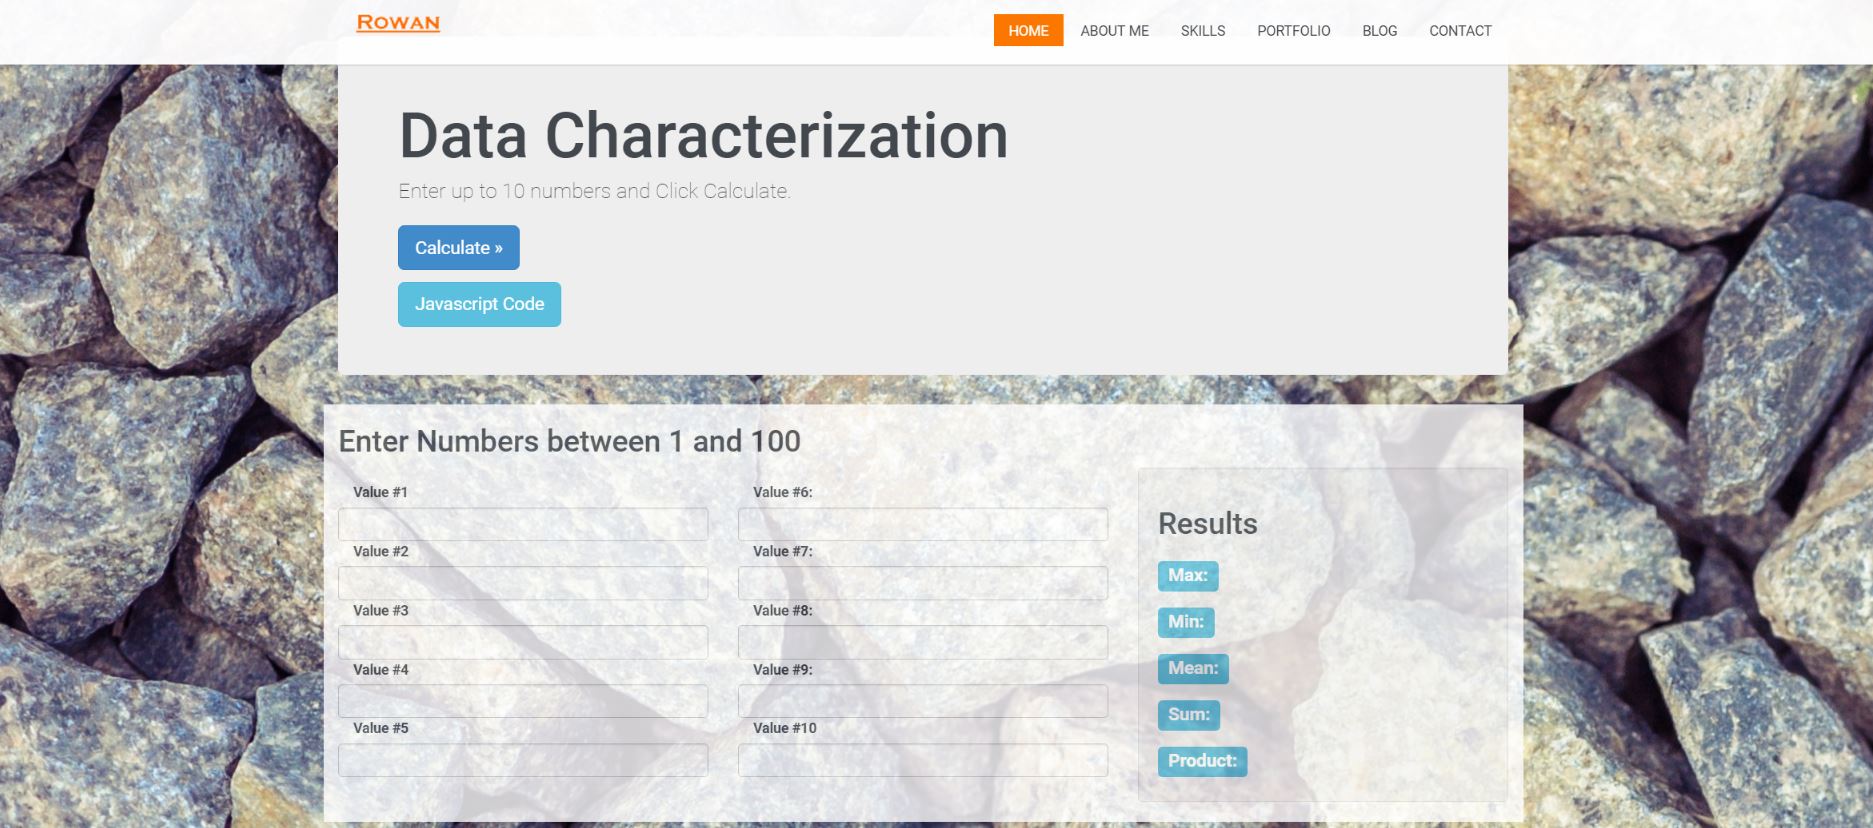 ROWAN
HOME ABOUT ME SKILLS PORTFOLIO BLOG CONTACT
Data Characterization
Enter up to 10 numbers and Click Calculate.
Calculate »
Javascript Code
Enter Numbers between 1 and 100
Value #1
Value #2
Value #3
Value #4
Value #5
Value #6:
Value #7:
Value #8:
Value #9:
Value #10
Results
Max:
Min:
Mean:
Sum:
Product: